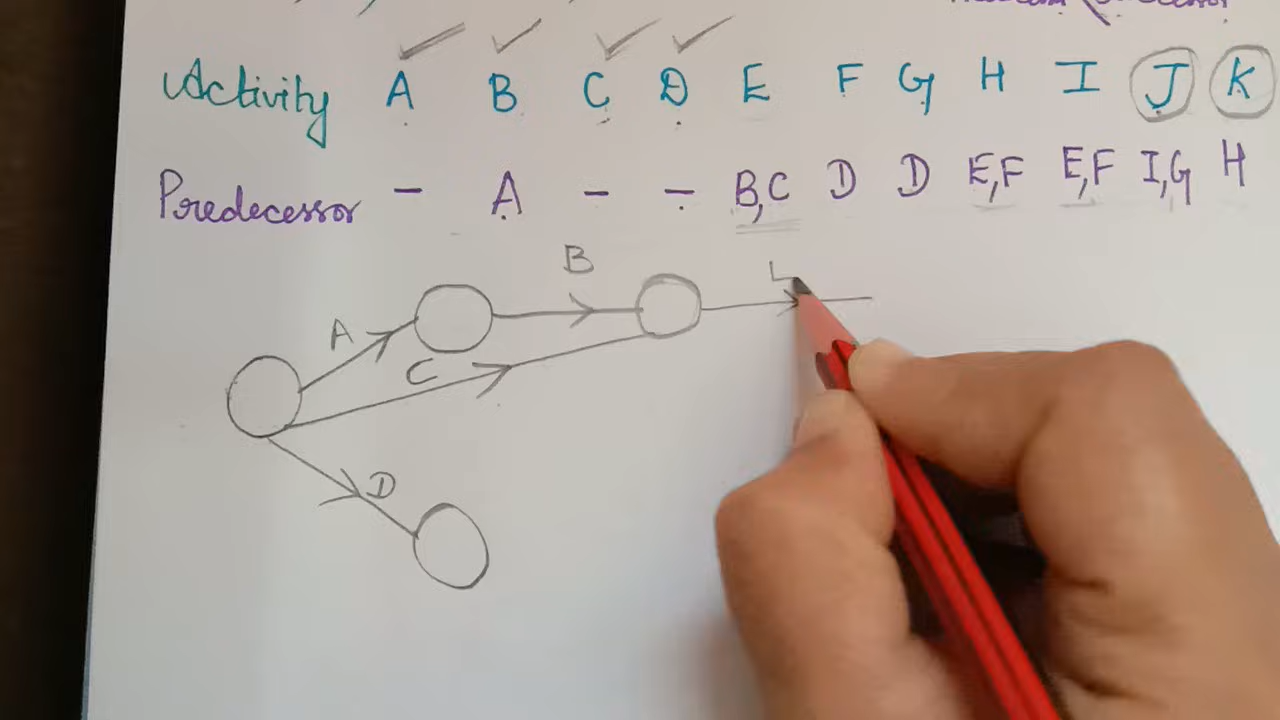 Activity A B C D E F G H I J K
Predecessor - A - - B,C D D E,F E,F I,G H
B
A
C
D